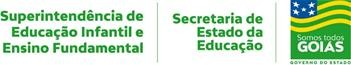 Superintendência de
Educação Infantil e
Ensino Fundamental
Secretaria de
Estado da
Educação
Somos todos
GOIÁS
GOVERNO DO ESTADO